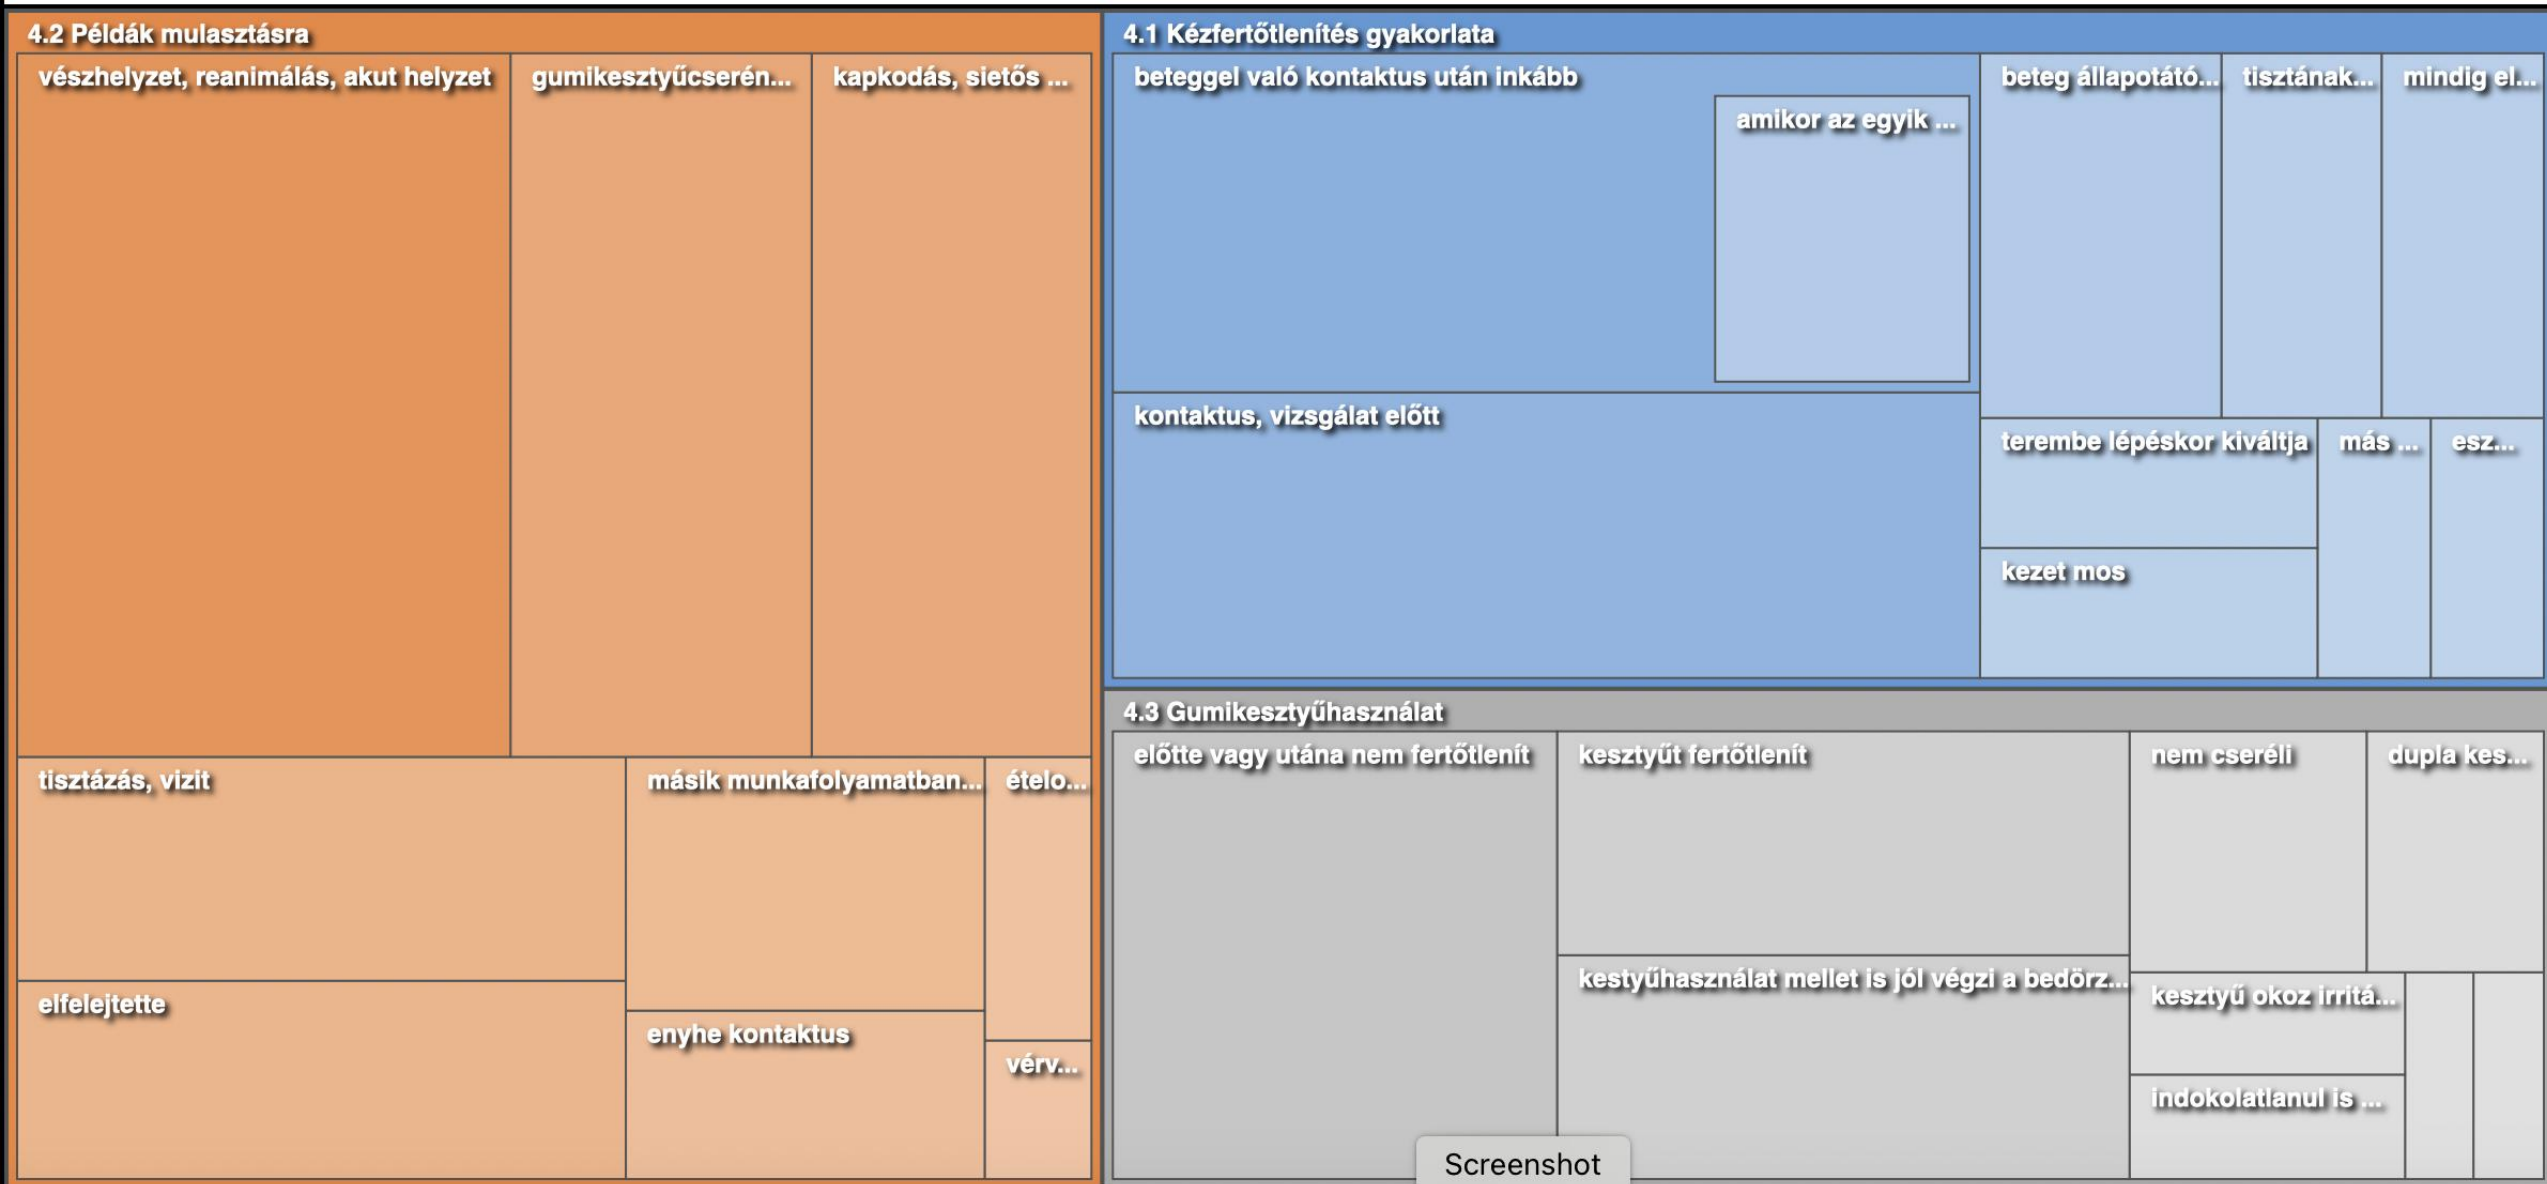 4.2 Példák mulasztásra
vészhelyzet, reanimálás, akut helyzet
gumikesztyűcserén...
kapkodás, sietős ...
tisztázás, vizit
másik munkafolyamatban...
ételo...
elfelejtette
enyhe kontaktus
vérv...
4.1 Kézfertőtlenítés gyakorlata
beteggel való kontaktus után inkább
amikor az egyik ...
beteg állapotátó...
tisztának...
mindig el...
kontaktus, vizsgálat előtt
terembe lépéskor kiváltja
más ...
esz...
kezet mos
4.3 Gumikesztyűhasználat
előtte vagy utána nem fertőtlenít
kesztyűt fertőtlenít
nem cseréli
dupla kes...
kestyűhasználat mellet is jól végzi a bedörz...
kesztyű okoz irritá...
indokolatlanul is ...
Screenshot